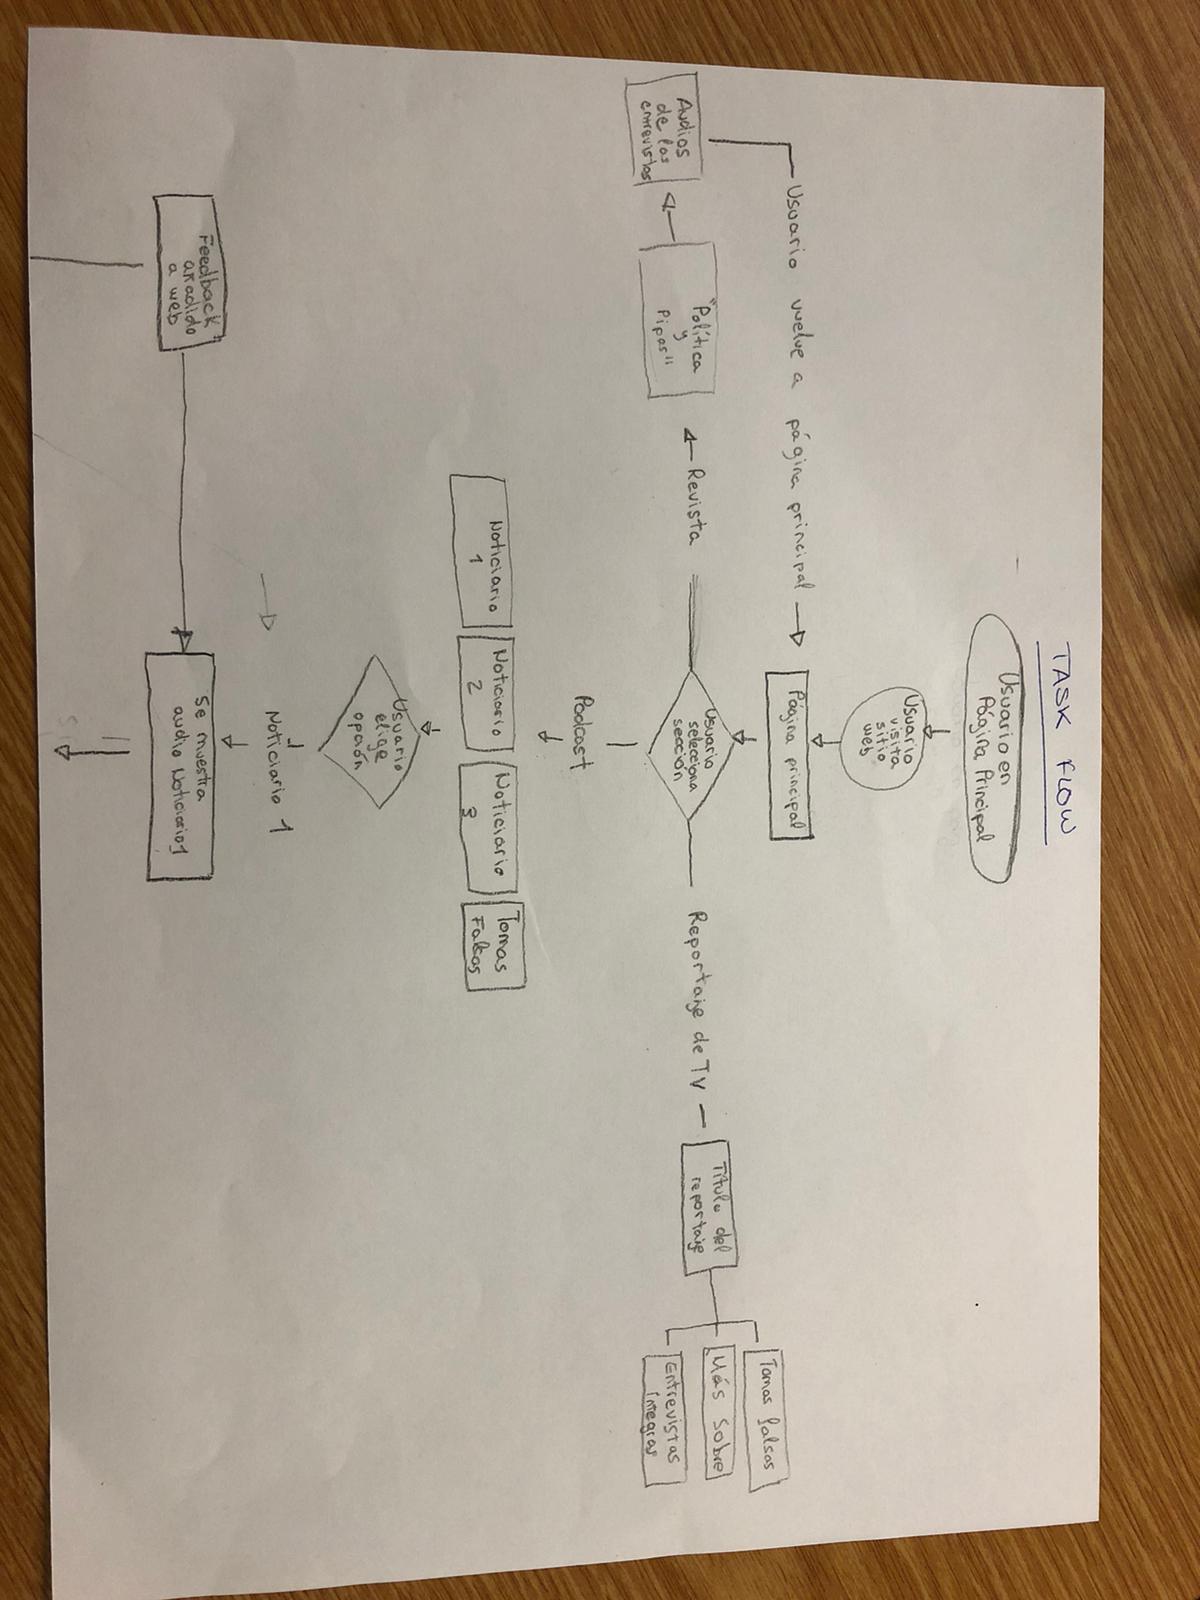 TASK FLOW
Usuario en
Página Principal
Usuario
visita
sitio
web
Usuario vuelve a página principal
Página principal
Audios
de las
entrevistas
"Política
y
Pipas"
Revista
Usuario
selecciona
sección
Reportaje de TV
Título del
reportaje
Tomas falsas
Más sobre
Entrevistas
íntegras
Podcast
Noticiario
1
Noticiario
2
Noticiario
3
Tomas
Falsas
Usuario
elige
opción
Noticiario 1
Feedback
añadido
a web
Se muestra
audio Noticiario1